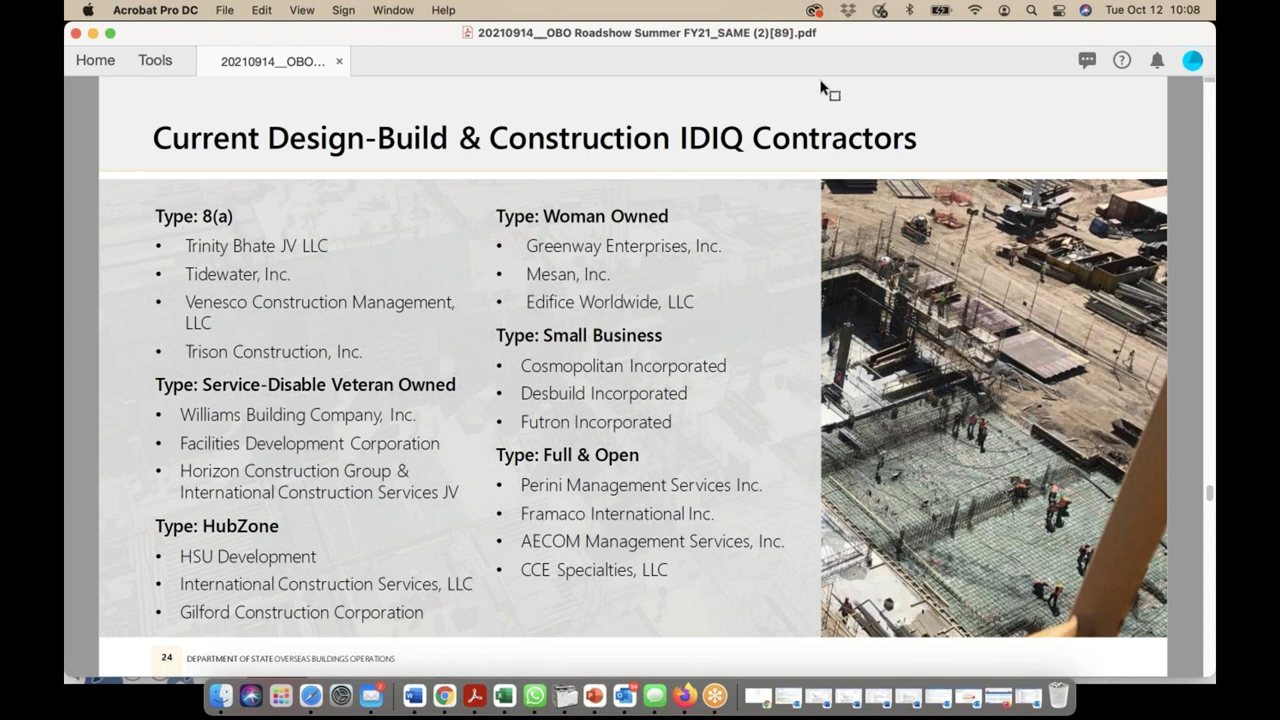 Acrobat Pro DC File Edit View Sign Window Help Tue Oct 12 10:08
20210914__OBO Roadshow Summer FY21_SAME (2)[89].pdf
Home Tools 20210914__OBO... ×
Current Design-Build & Construction IDIQ Contractors
Type: 8(a)
• Trinity Bhate JV LLC
• Tidewater, Inc.
• Venesco Construction Management,
LLC
• Trison Construction, Inc.
Type: Service-Disable Veteran Owned
• Williams Building Company, Inc.
• Facilities Development Corporation
• Horizon Construction Group &
International Construction Services JV
Type: HubZone
• HSU Development
• International Construction Services, LLC
• Gilford Construction Corporation
Type: Woman Owned
• Greenway Enterprises, Inc.
• Mesan, Inc.
• Edifice Worldwide, LLC
Type: Small Business
• Cosmopolitan Incorporated
• Desbuild Incorporated
• Futron Incorporated
Type: Full & Open
• Perini Management Services Inc.
• Framaco International Inc.
• AECOM Management Services, Inc.
• CCE Specialties, LLC
24 DEPARTMENT OF STATE OVERSEAS BUILDINGS OPERATIONS